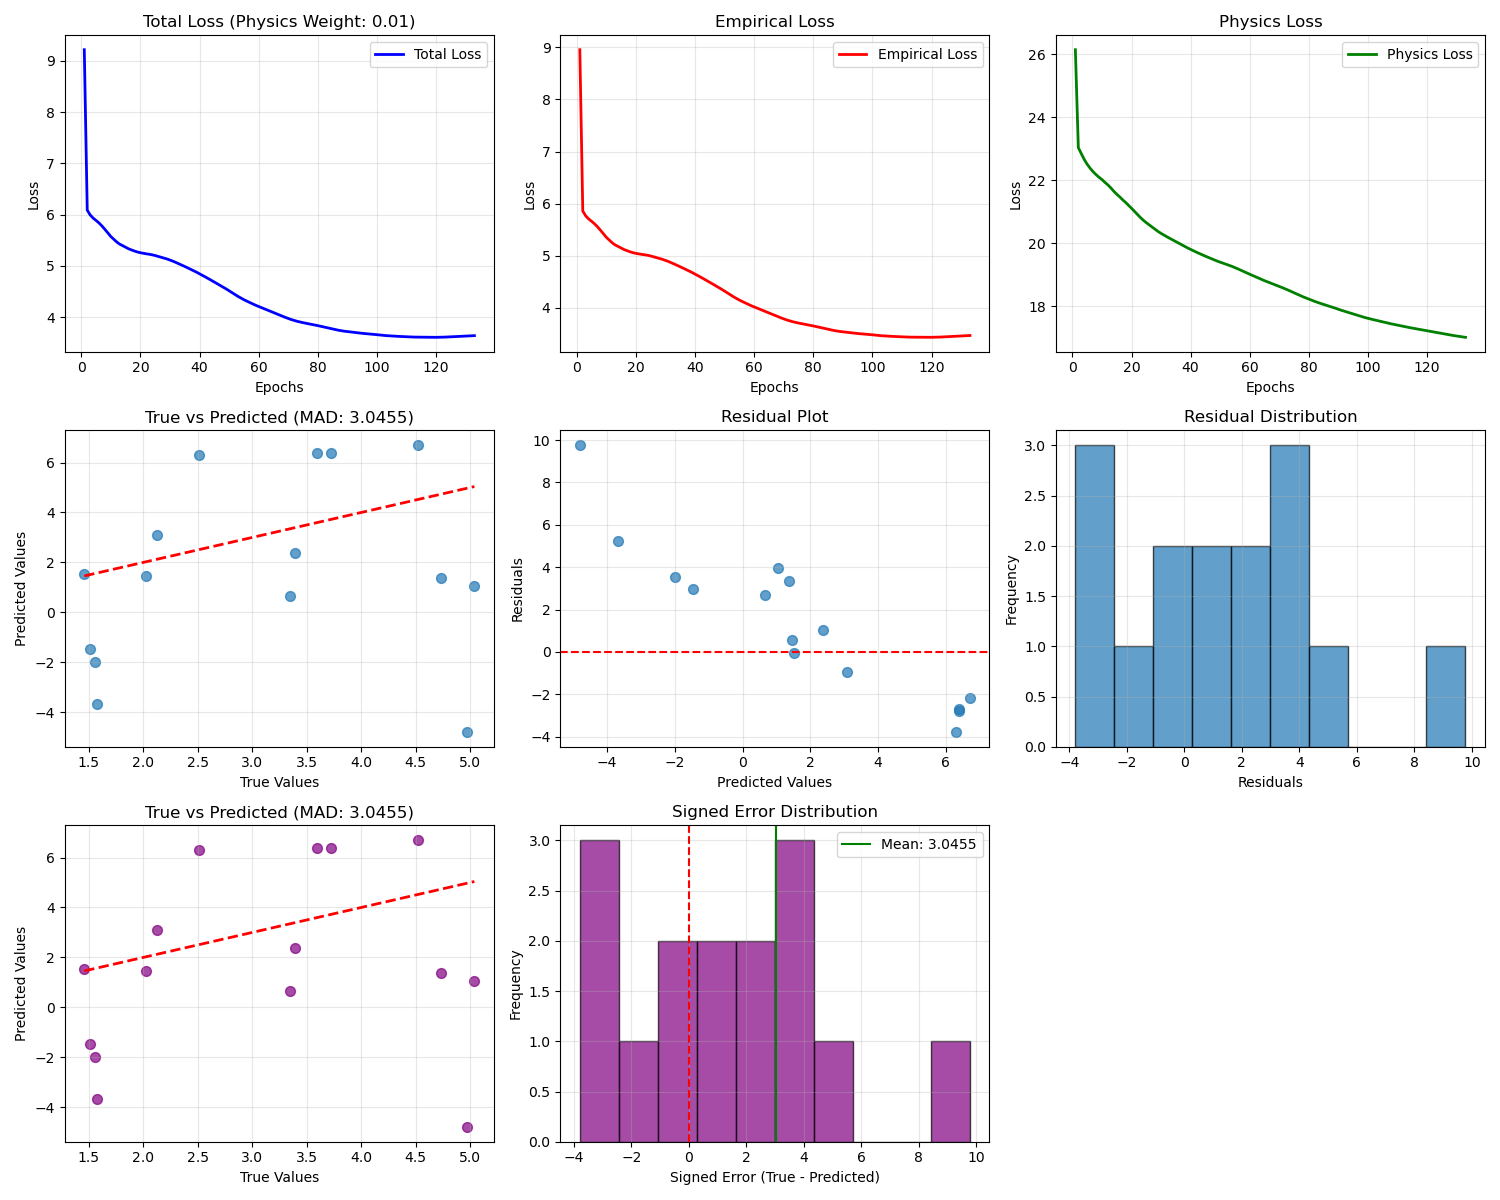 Total Loss (Physics Weight: 0.01)
Loss
9
8
7
6
5
4
Total Loss
0 20 40 60 80 100 120
Epochs
Empirical Loss
Loss
9
8
7
6
5
4
Empirical Loss
0 20 40 60 80 100 120
Epochs
Physics Loss
Loss
26
24
22
20
18
Physics Loss
0 20 40 60 80 100 120
Epochs
True vs Predicted (MAD: 3.0455)
Predicted Values
6
4
2
0
−2
−4
1.5 2.0 2.5 3.0 3.5 4.0 4.5 5.0
True Values
Residual Plot
Residuals
10
8
6
4
2
0
−2
−4
−4 −2 0 2 4 6
Predicted Values
Residual Distribution
Frequency
3.0
2.5
2.0
1.5
1.0
0.5
0.0
−4 −2 0 2 4 6 8 10
Residuals
True vs Predicted (MAD: 3.0455)
Predicted Values
6
4
2
0
−2
−4
1.5 2.0 2.5 3.0 3.5 4.0 4.5 5.0
True Values
Signed Error Distribution
Frequency
3.0
2.5
2.0
1.5
1.0
0.5
0.0
Mean: 3.0455
−4 −2 0 2 4 6 8 10
Signed Error (True - Predicted)